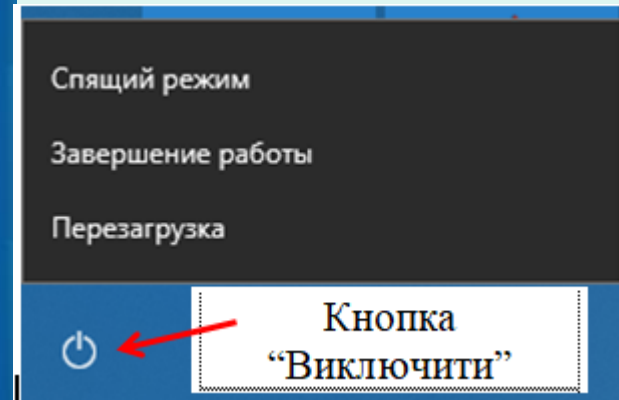 Спящий режим
Завершение работы
Перезагрузка
Кнопка
“Виключити”